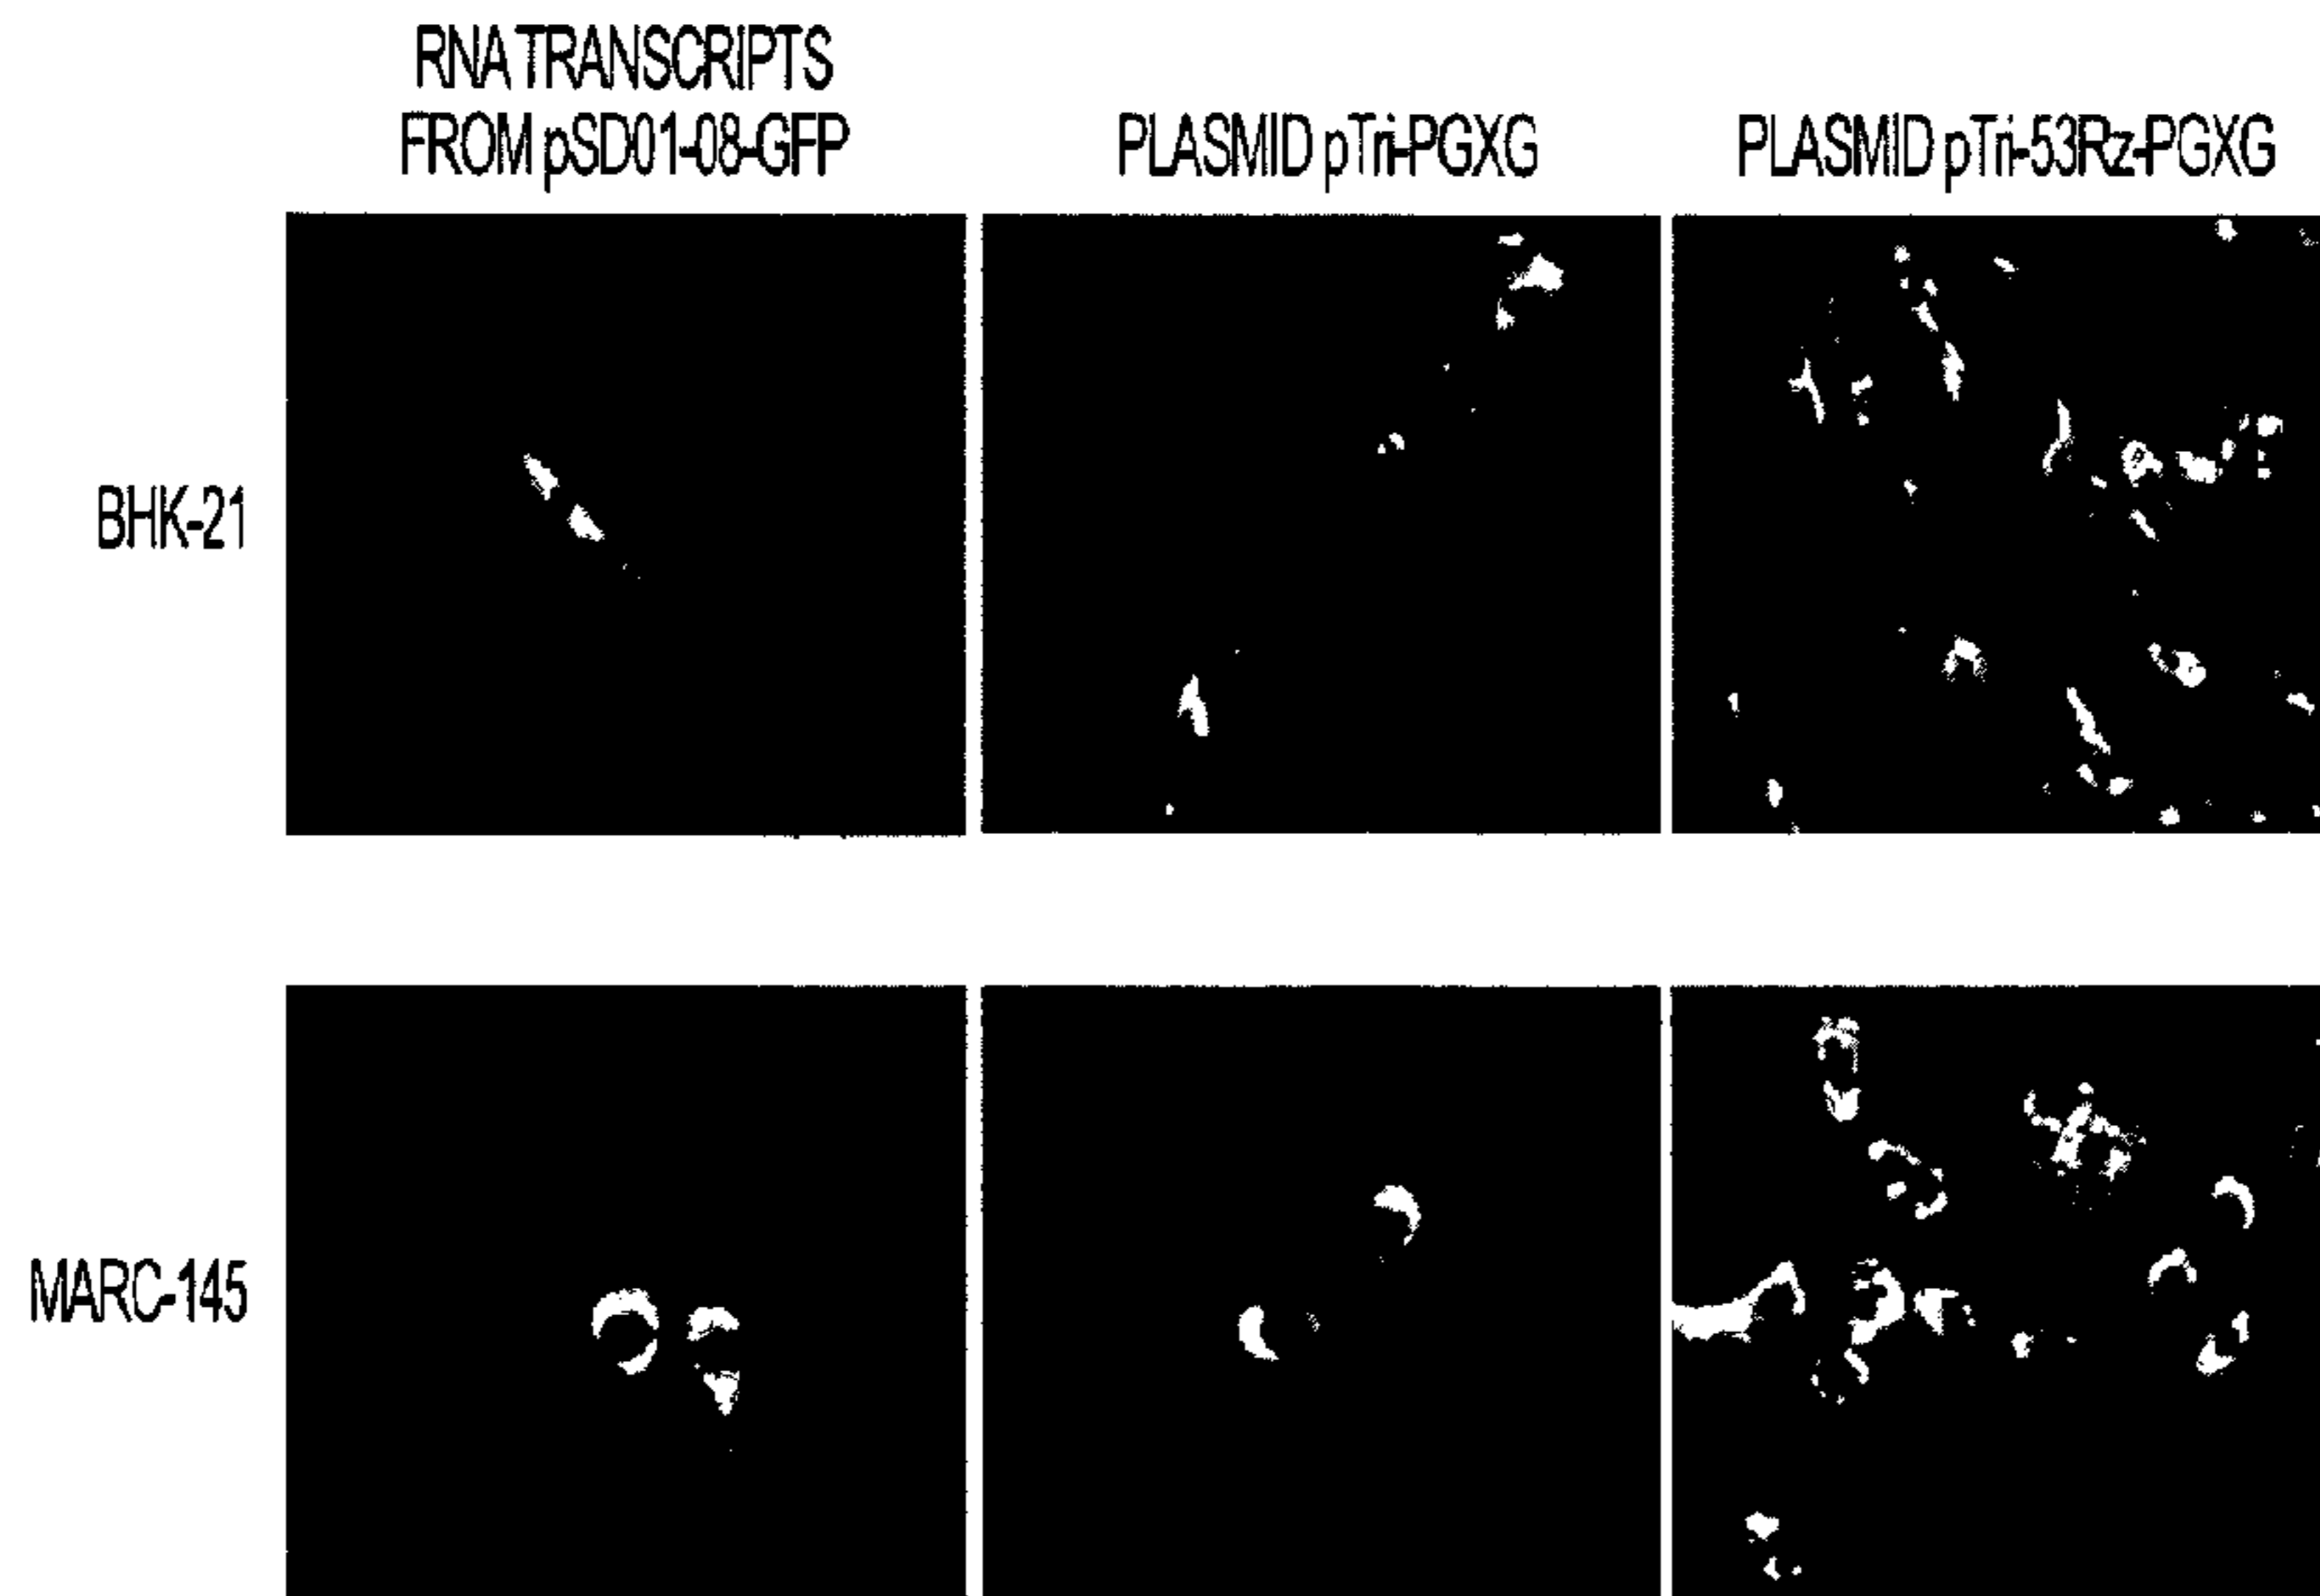 RNA TRANSCRIPTS
FROM pSD01-08-GFP
PLASMID pTri-PGXG
PLASMID pTri-53Rz-PGXG
BHK-21
MARC-145